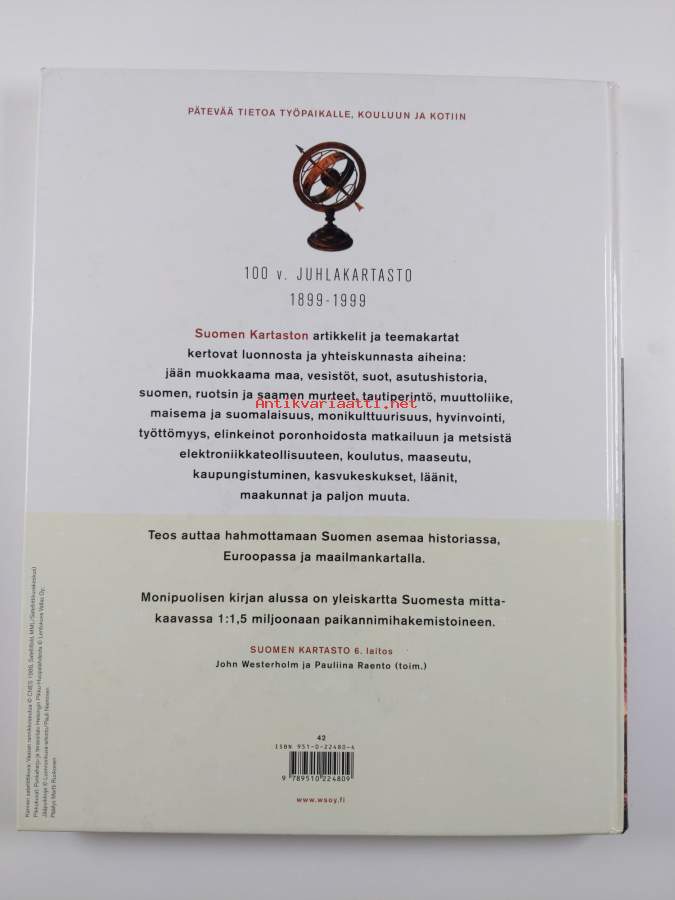 PÄTEVÄÄ TIETOA TYÖPAIKALLE, KOULUUN JA KOTIIN
100 v. JUHLAKARTASTO
1899-1999
Suomen Kartaston artikkelit ja teemakartat
kertovat luonnosta ja yhteiskunnasta aiheina:
jään muokkaama maa, vesistöt, suot, asutushistoria,
suomen, ruotsin ja saamen murteet, tautiperintö, muuttoliike,
Antikvariaatti.net
maisema ja suomalaisuus, monikulttuurisuus, hyvinvointi,
työttömyys, elinkeinot poronhoidosta matkailuun ja metsistä
elektroniikkateollisuuteen, koulutus, maaseutu,
kaupungistuminen, kasvukeskukset, läänit,
maakunnat ja paljon muuta.
Teos auttaa hahmottamaan Suomen asemaa historiassa,
Euroopassa ja maailmankartalla.
Monipuolisen kirjan alussa on yleiskartta Suomesta mitta-
kaavassa 1:1,5 miljoonaan paikannimihakemistoineen.
SUOMEN KARTASTO 6. laitos
John Westerholm ja Pauliina Raento (toim.)
42
ISBN 951-0-22480-4
9 789510 224809
www.wsoy.fi